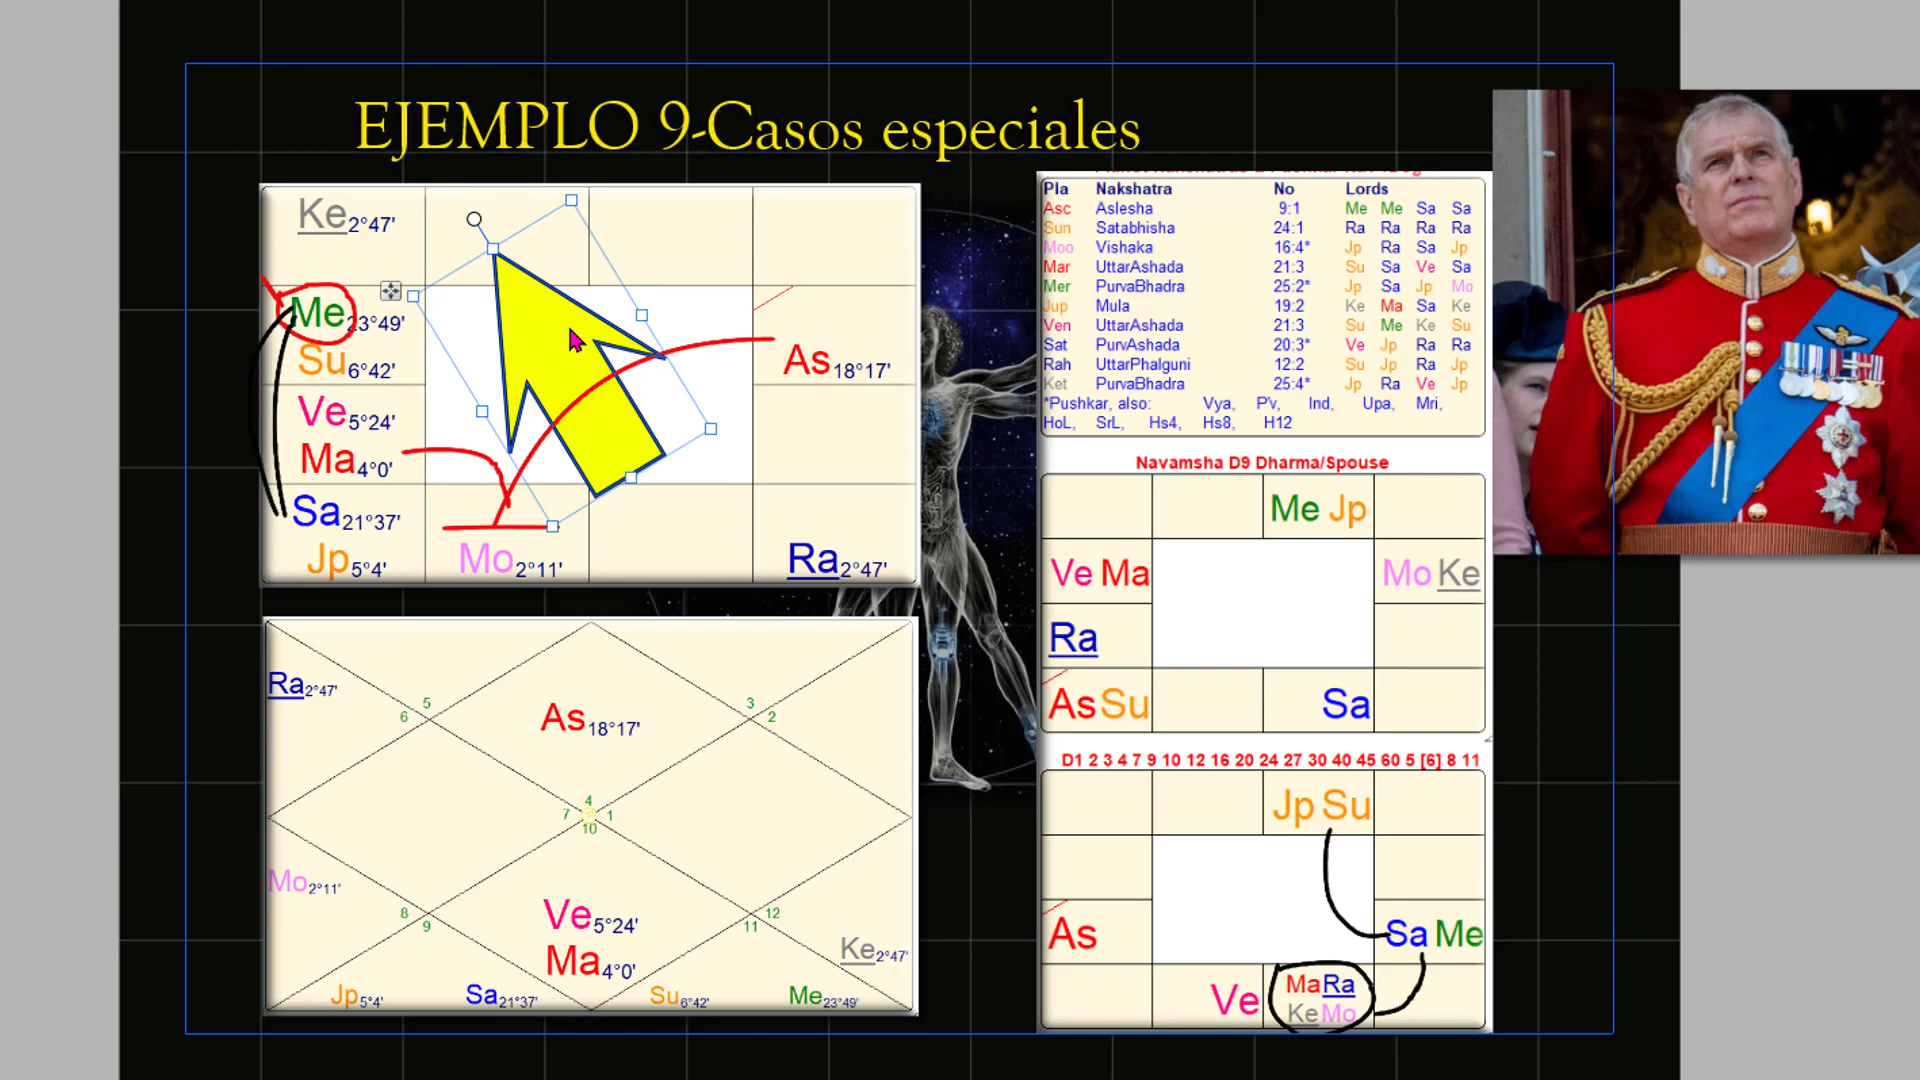 EJEMPLO 9-Casos especiales
Ke2°47'
Me23°49'
Su6°42'
As18°17'
Ve5°24'
Ma4°0'
Sa21°37'
Jp5°4'
Mo2°11'
Ra2°47'
Ra2°47'
As18°17'
5
6
3
2
4
7
1
10
Mo2°11'
8
9
12
11
Ve5°24'
Ma4°0'
Ke2°47'
Jp5°4'
Sa21°37'
Su6°42'
Me23°49'
Pla Nakshatra No Lords
Asc Aslesha 9:1 Me Me Sa Sa
Sun Satabhisha 24:1 Ra Ra Ra Ra
Moo Vishaka 16:4* Jp Ra Sa Jp
Mar UttarAshada 21:3 Su Sa Ve Sa
Mer PurvaBhadra 25:2* Jp Sa Jp Mo
Jup Mula 19:2 Ke Ma Sa Ke
Ven UttarAshada 21:3 Su Me Ke Su
Sat PurvAshada 20:3* Ve Jp Ra Ra
Rah UttarPhalguni 12:2 Su Jp Ra Jp
Ket PurvaBhadra 25:4* Jp Ra Ve Jp
*Pushkar, also: Vya, P'v, Ind, Upa, Mri,
HoL, SrL, Hs4, Hs8, H12
Navamsha D9 Dharma/Spouse
Me Jp
Ve Ma
Mo Ke
Ra
As Su
Sa
D1 2 3 4 7 9 10 12 16 20 24 27 30 40 45 60 5 [6] 8 11
Jp Su
As
Sa Me
Ve
Ma Ra
Ke Mo